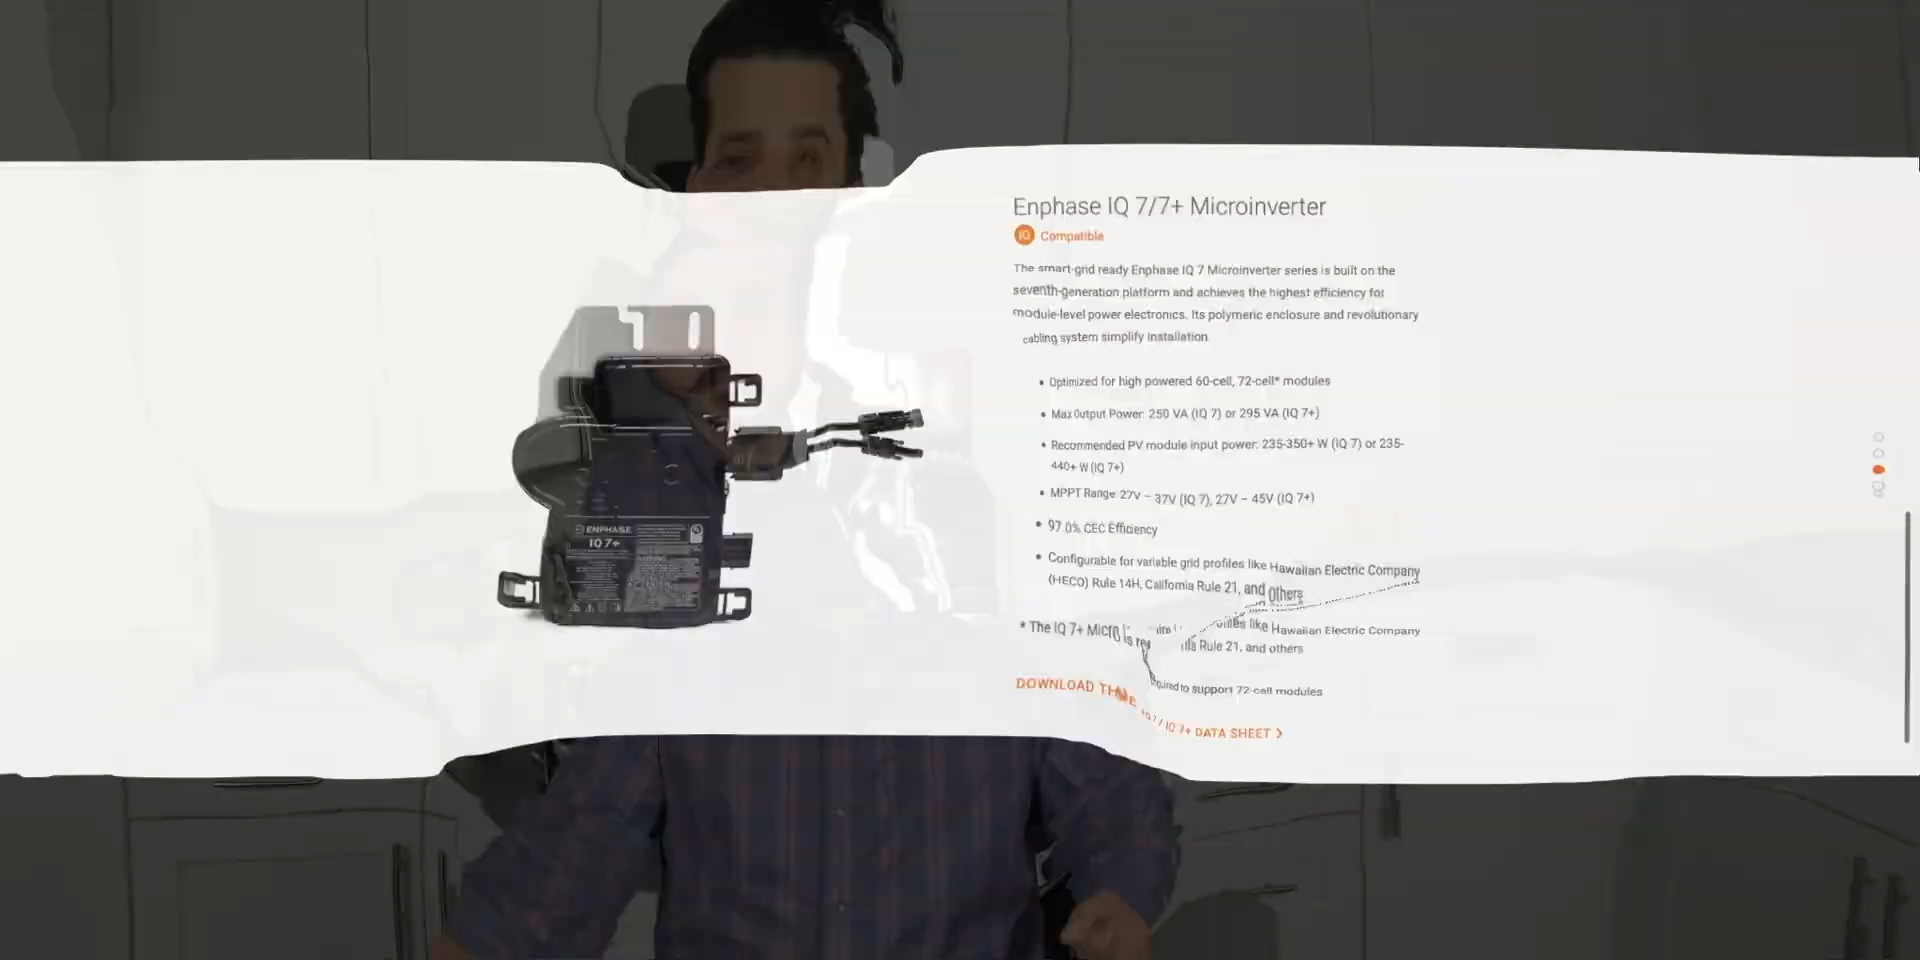 Enphase IQ 7/7+ Microinverter
IQ Compatible
The smart-grid ready Enphase IQ 7 Microinverter series is built on the
seventh-generation platform and achieves the highest efficiency for
module-level power electronics. Its polymeric enclosure and revolutionary
cabling system simplify installation.
• Optimized for high powered 60-cell, 72-cell* modules
• Max Output Power: 250 VA (IQ 7) or 295 VA (IQ 7+)
• Recommended PV module input power: 235-350+ W (IQ 7) or 235-
440+ W (IQ 7+)
• MPPT Range 27V – 37V (IQ 7), 27V – 45V (IQ 7+)
• 97.0% CEC Efficiency
• Configurable for variable grid profiles like Hawaiian Electric Company
(HECO) Rule 14H, California Rule 21, and Others
* The IQ 7+ Micro is
like Hawaiian Electric Company
Rule 21, and others
to support 72-cell modules
DOWNLOAD THE
IQ 7+ DATA SHEET >
ENPHASE
IQ 7+